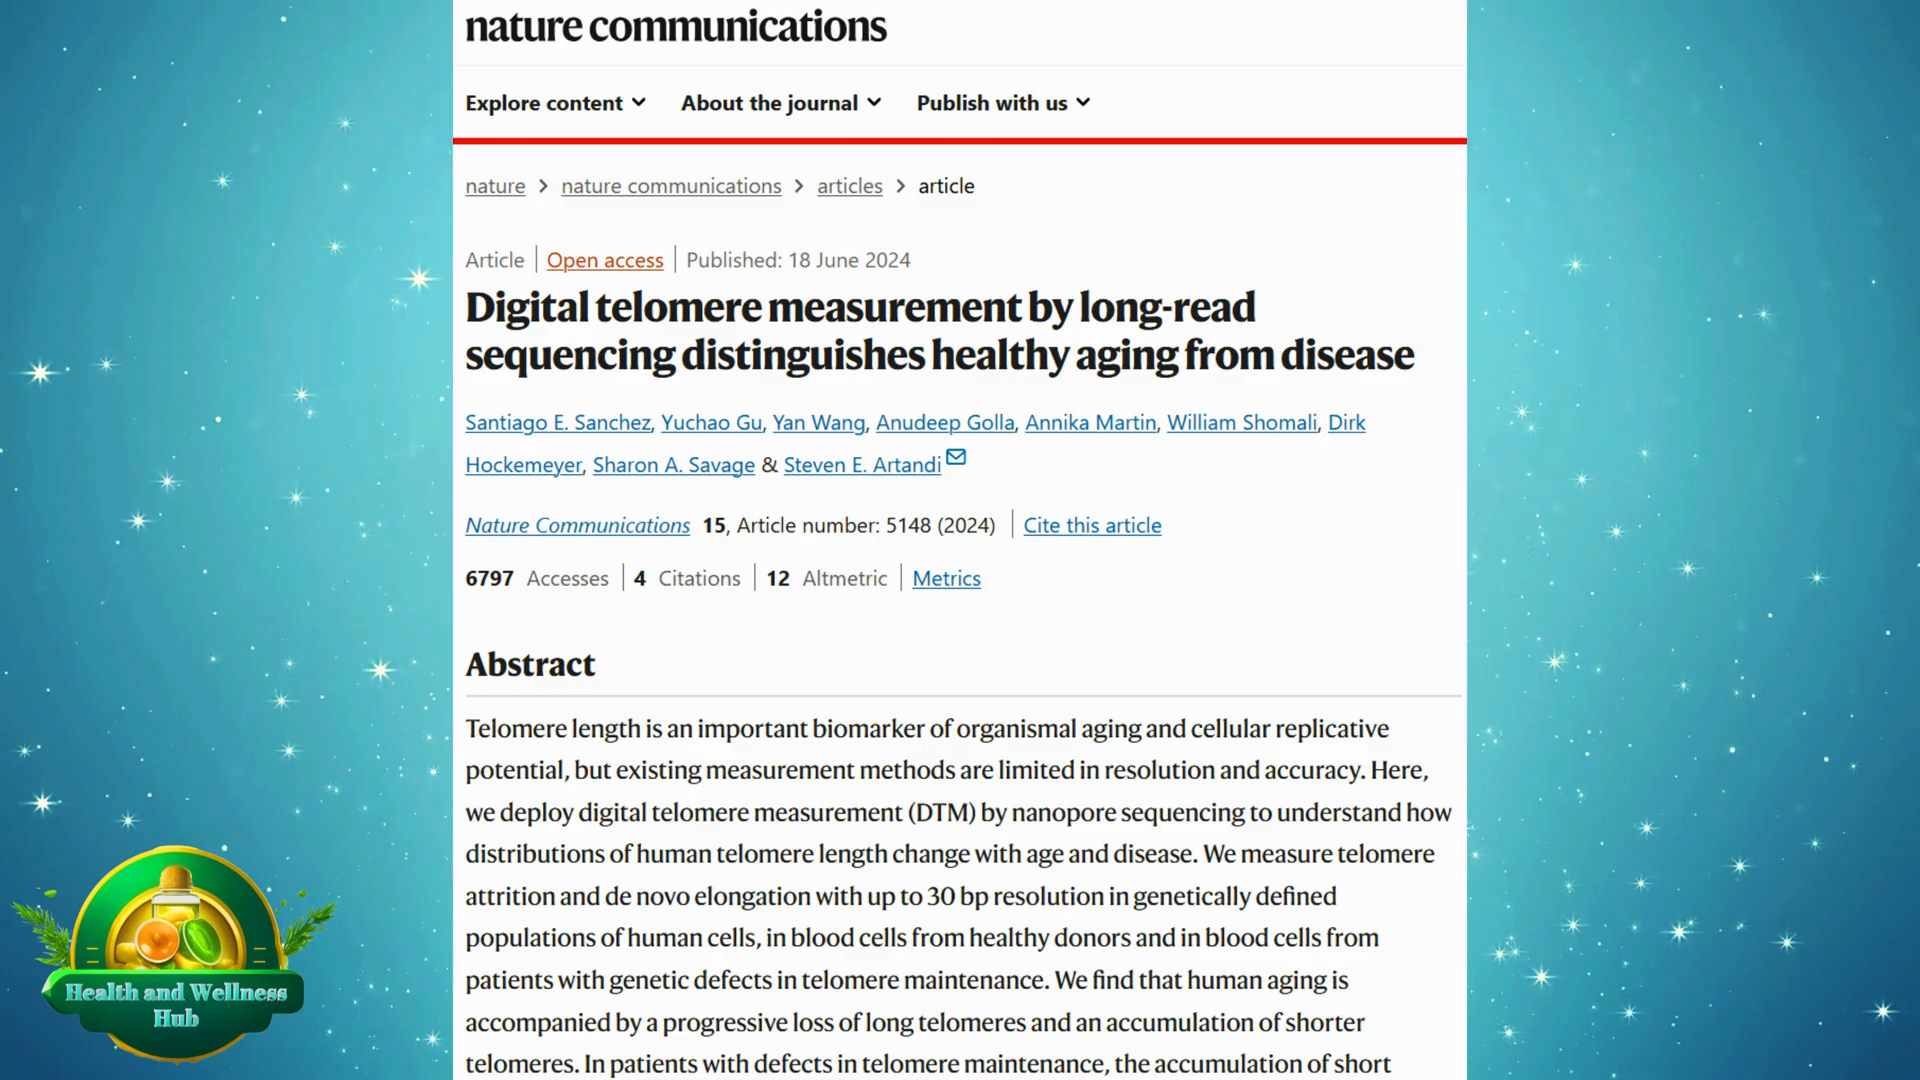 nature communications
Explore content About the journal Publish with us
nature > nature communications > articles > article
Article Open access Published: 18 June 2024
Digital telomere measurement by long-read
sequencing distinguishes healthy aging from disease
Santiago E. Sanchez, Yuchao Gu, Yan Wang, Anudeep Golla, Annika Martin, William Shomali, Dirk
Hockemeyer, Sharon A. Savage & Steven E. Artandi
Nature Communications 15, Article number: 5148 (2024) Cite this article
6797 Accesses 4 Citations 12 Altmetric Metrics
Abstract
Telomere length is an important biomarker of organismal aging and cellular replicative
potential, but existing measurement methods are limited in resolution and accuracy. Here,
we deploy digital telomere measurement (DTM) by nanopore sequencing to understand how
distributions of human telomere length change with age and disease. We measure telomere
attrition and de novo elongation with up to 30 bp resolution in genetically defined
populations of human cells, in blood cells from healthy donors and in blood cells from
patients with genetic defects in telomere maintenance. We find that human aging is
accompanied by a progressive loss of long telomeres and an accumulation of shorter
telomeres. In patients with defects in telomere maintenance, the accumulation of short
Health and Wellness
Hub